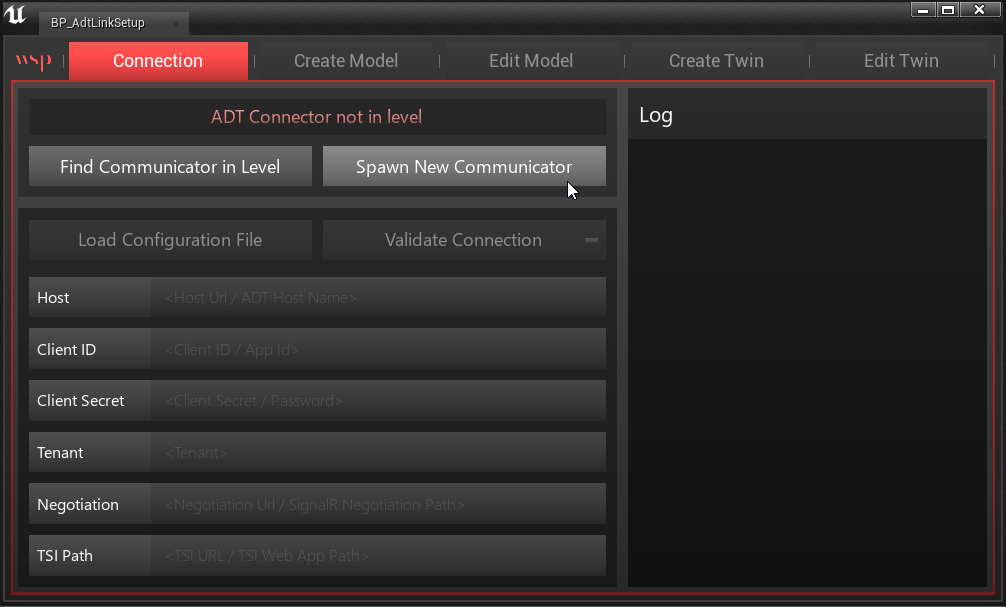 BP_AdtLinkSetup
wsp
Connection
Create Model
Edit Model
Create Twin
Edit Twin
ADT Connector not in level
Find Communicator in Level
Spawn New Communicator
Load Configuration File
Validate Connection
Host
<Host Url / ADT Host Name>
Client ID
<Client ID / App Id>
Client Secret
<Client Secret / Password>
Tenant
<Tenant>
Negotiation
<Negotiation Url / SignalR Negotiation Path>
TSI Path
<TSI URL / TSI Web App Path>
Log